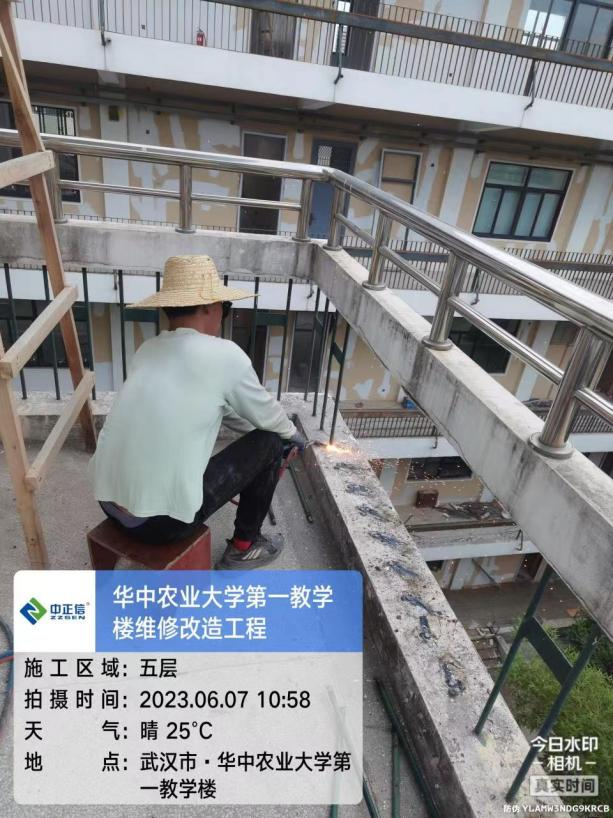 中正信®
ZZSEN
华中农业大学第一教学
楼维修改造工程
施工区域：五层
拍摄时间：2023.06.07 10:58
天气：晴 25℃
地点：武汉市·华中农业大学第
一教学楼
今日水印
相机
真实时间
防伪 YLAMW3NDG9KRCB